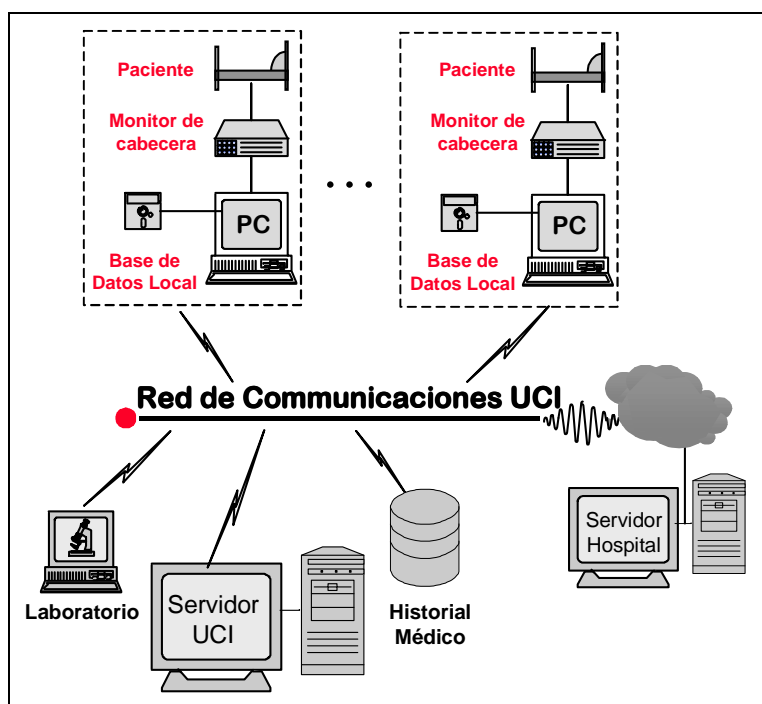 Paciente
Monitor de
cabecera
PC
Base de
Datos Local
. . .
Paciente
Monitor de
cabecera
PC
Base de
Datos Local
Red de Communicaciones UCI
Laboratorio
Servidor
UCI
Historial
Médico
Servidor
Hospital